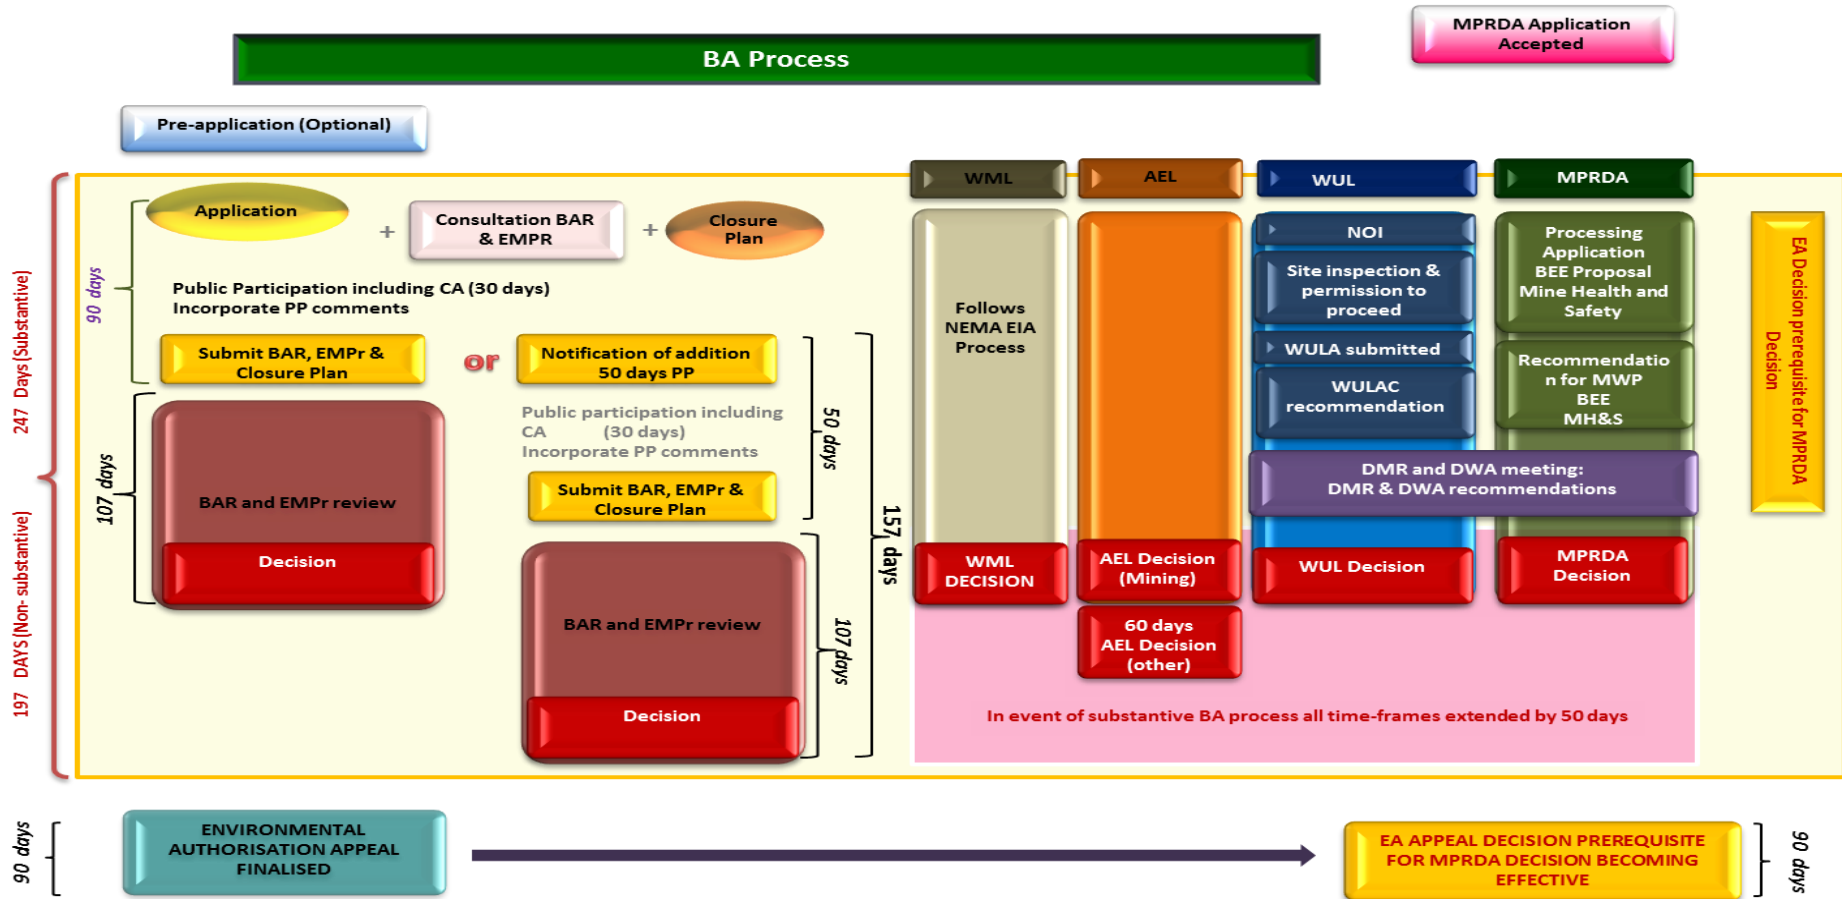 MPRDA Application
Accepted
BA Process
Pre-application (Optional)
247 Days (Substantive)
197 DAYS (Non- substantive)
90 days
Application
+
Consultation BAR
& EMPR
+
Closure
Plan
Public Participation including CA (30 days)
Incorporate PP comments
Submit BAR, EMPr &
Closure Plan
or
Notification of addition
50 days PP
Public participation including
CA (30 days)
Incorporate PP comments
Submit BAR, EMPr &
Closure Plan
50 days
107 days
BAR and EMPr review
Decision
157 days
BAR and EMPr review
Decision
107 days
WML
Follows
NEMA EIA
Process
WML
DECISION
AEL
AEL Decision
(Mining)
60 days
AEL Decision
(other)
WUL
NOI
Site inspection &
permission to
proceed
WULA submitted
WULAC
recommendation
MPRDA
Processing
Application
BEE Proposal
Mine Health and
Safety
Recommendatio
n for MWP
BEE
MH&S
DMR and DWA meeting:
DMR & DWA recommendations
WUL Decision
MPRDA
Decision
In event of substantive BA process all time-frames extended by 50 days
EA Decision prerequisite for MPRDA
Decision
90 days
ENVIRONMENTAL
AUTHORISATION APPEAL
FINALISED
EA APPEAL DECISION PREREQUISITE
FOR MPRDA DECISION BECOMING
EFFECTIVE
90 days